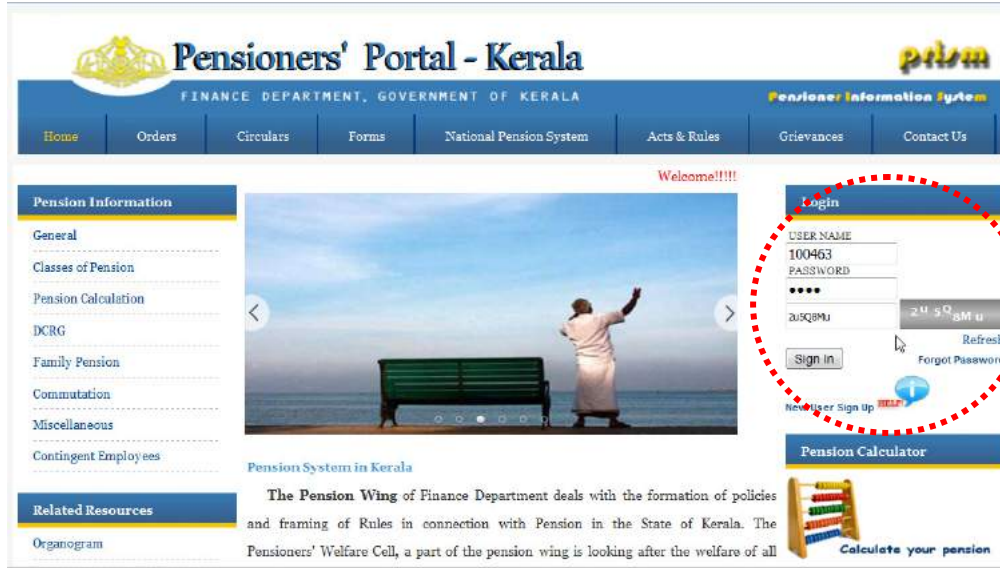 Pensioners' Portal - Kerala
prism
FINANCE DEPARTMENT, GOVERNMENT OF KERALA
Pensioner Information System
Home Orders Circulars Forms National Pension System Acts & Rules Grievances Contact Us
Welcome!!!!!
Pension Information
General
Classes of Pension
Pension Calculation
DCRG
Family Pension
Commutation
Miscellaneous
Contingent Employees
Related Resources
Organogram
Pension System in Kerala
The Pension Wing of Finance Department deals with the formation of policies
and framing of Rules in connection with Pension in the State of Kerala. The
Pensioners' Welfare Cell, a part of the pension wing is looking after the welfare of all
Login
USER NAME
100463
PASSWORD
••••
2u5Q8Mu 2u5Q8Mu
Refresh
Sign In Forgot Passwor
New User Sign Up HELP!
Pension Calculator
Calculate your pension